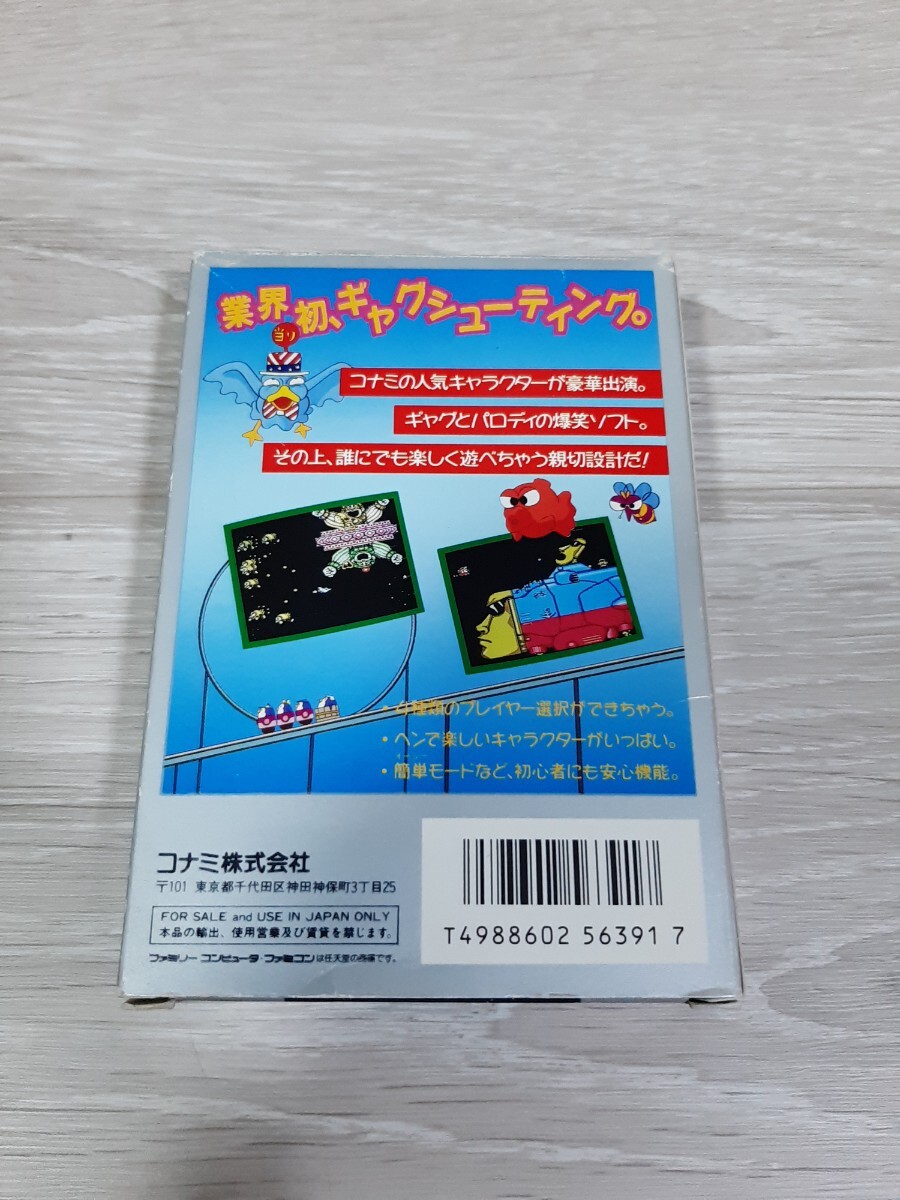 業界初、ギャグシューティング。
当り
コナミの人気キャラクターが豪華出演。
ギャグとパロディの爆笑ソフト。
その上、誰にでも楽しく遊べちゃう親切設計だ!
・4種類のプレイヤー選択ができちゃう。
・ヘンで楽しいキャラクターがいっぱい。
・簡単モードなど、初心者にも安心機能。
コナミ株式会社
〒101 東京都千代田区神田神保町3丁目25
FOR SALE and USE IN JAPAN ONLY
本品の輸出、使用営業及び賃貸を禁じます。
ファミリーコンピュータ・ファミコンは任天堂の商標です。
T4988602 56391 7